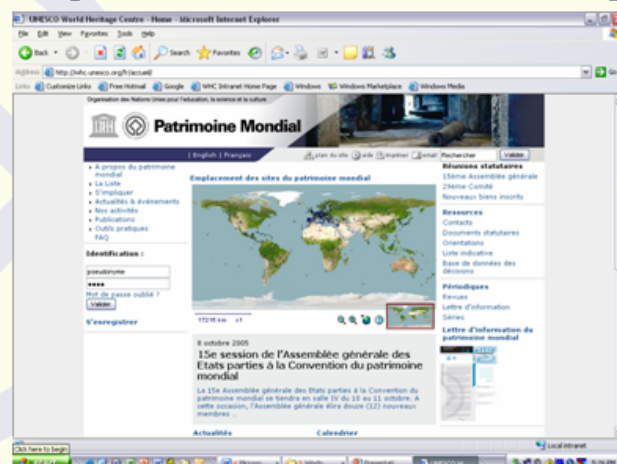 UNESCO World Heritage Centre - Home - Microsoft Internet Explorer
File Edit View Favorites Tools Help
Back Search Favorites
Address http://whc.unesco.org/fr/accueil/ Go
Links Customize Links Free Hotmail Google WHC Intranet Home Page Windows Windows Marketplace Windows Media
Organisation des Nations Unies pour l'éducation, la science et la culture
Patrimoine Mondial
| English | Français
plan du site aide imprimer email Rechercher Valider
A propos du patrimoine
mondial
La Liste
S'impliquer
Actualités & événements
Nos activités
Publications
Outils pratiques
FAQ
Identification :
pseudonyme
Mot de passe oublié ?
Valider
S'enregistrer
Emplacement des sites du patrimoine mondial
17215 km x1
8 octobre 2005
15e session de l'Assemblée générale des
Etats parties à la Convention du patrimoine
mondial
La 15e Assemblée générale des Etats parties à la Convention du
patrimoine mondial se tiendra en salle IV du 10 au 11 octobre. A
cette occasion, l'Assemblée générale élira douze (12) nouveaux
membres ...
Actualités Calendrier
Réunions statutaires
15ème Assemblée générale
29ème Comité
Nouveaux biens inscrits
Ressources
Contacts
Documents statutaires
Orientations
Liste indicative
Base de données des
décisions
Périodiques
Revues
Lettre d'information
Séries
Lettre d'information du
patrimoine mondial
Local intranet
Click here to begin
5:26 PM